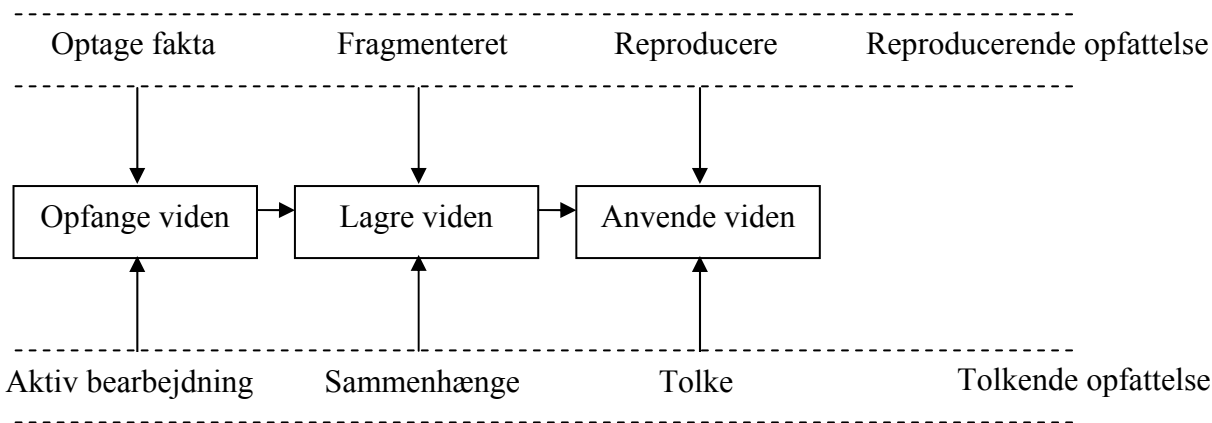 Optage fakta Fragmenteret Reproducere Reproducerende opfattelse
Opfange viden Lagre viden Anvende viden
Aktiv bearbejdning Sammenhænge Tolke Tolkende opfattelse